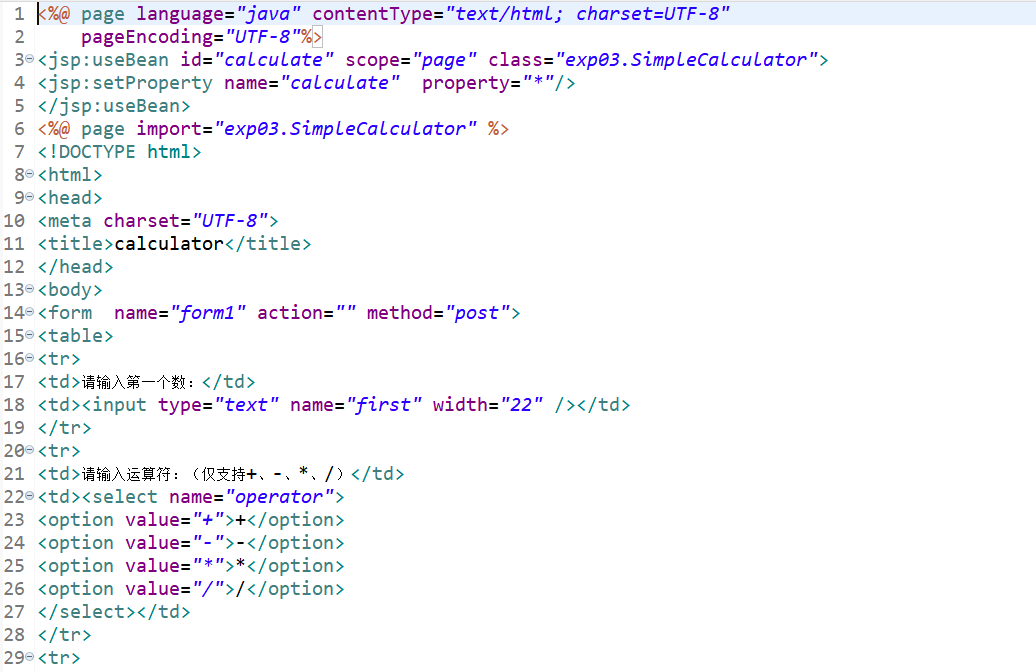 1 <%@ page language="java" contentType="text/html; charset=UTF-8"
2     pageEncoding="UTF-8"%>
3 <jsp:useBean id="calculate" scope="page" class="exp03.SimpleCalculator">
4 <jsp:setProperty name="calculate"  property="*"/>
5 </jsp:useBean>
6 <%@ page import="exp03.SimpleCalculator" %>
7 <!DOCTYPE html>
8 <html>
9 <head>
10 <meta charset="UTF-8">
11 <title>calculator</title>
12 </head>
13 <body>
14 <form  name="form1" action="" method="post">
15 <table>
16 <tr>
17 <td>请输入第一个数：</td>
18 <td><input type="text" name="first" width="22" /></td>
19 </tr>
20 <tr>
21 <td>请输入运算符：（仅支持+、-、*、/）</td>
22 <td><select name="operator">
23 <option value="+">+</option>
24 <option value="-">-</option>
25 <option value="*">*</option>
26 <option value="/">/</option>
27 </select></td>
28 </tr>
29 <tr>